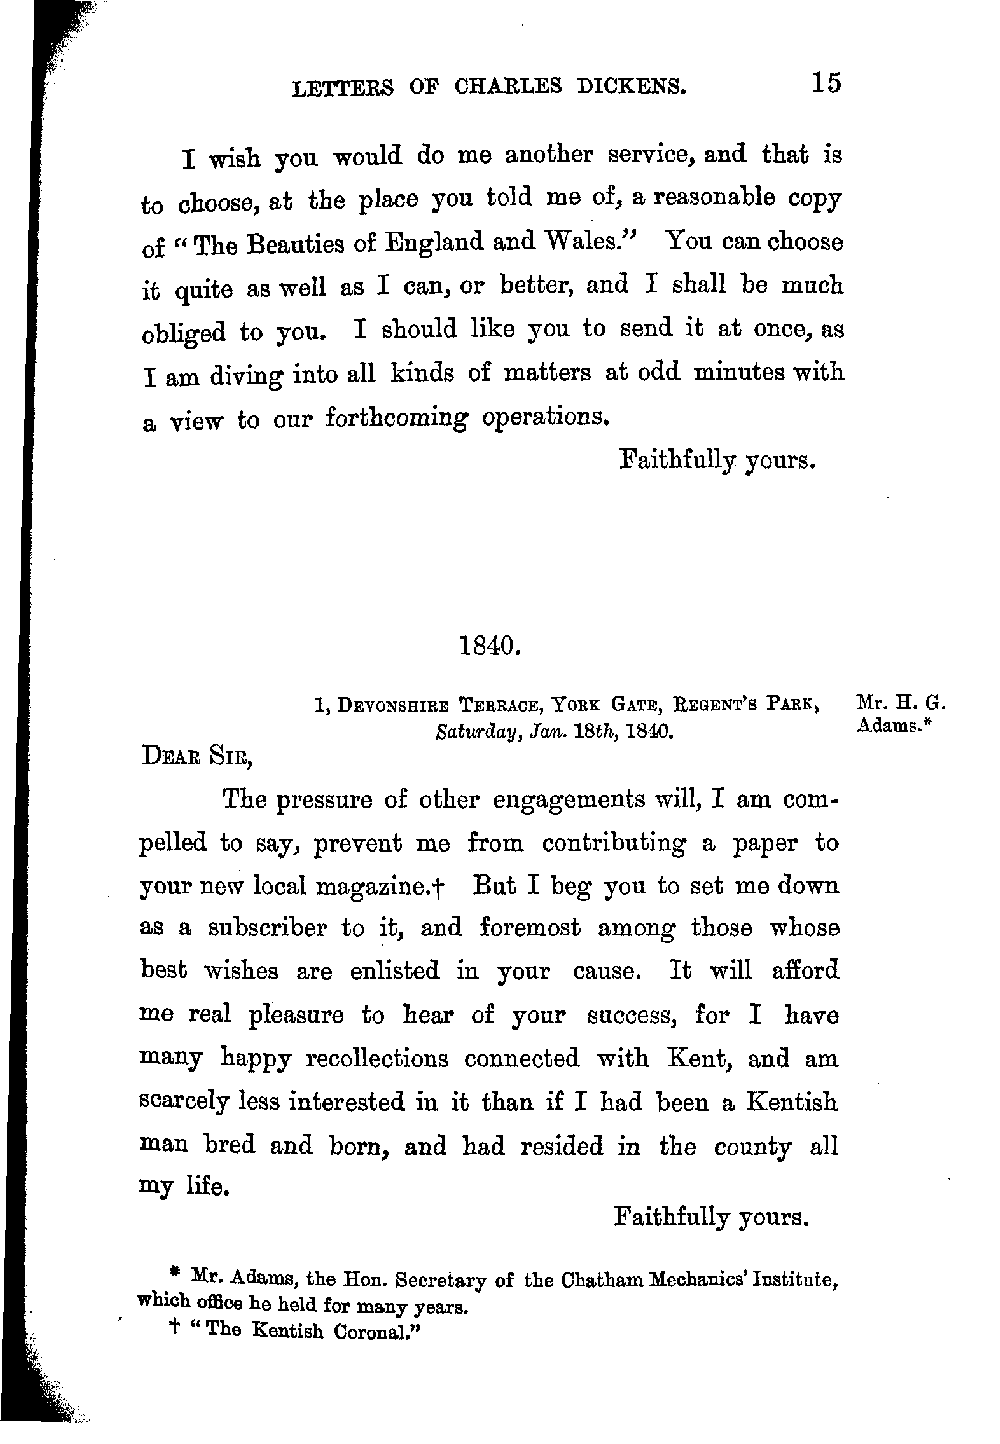 LETTERS OF CHARLES DICKENS. 15
I wish you would do me another service, and that is
to choose, at the place you told me of, a reasonable copy
of "The Beauties of England and Wales." You can choose
it quite as well as I can, or better, and I shall be much
obliged to you. I should like you to send it at once, as
I am diving into all kinds of matters at odd minutes with
a view to our forthcoming operations.
Faithfully yours.
1840.
1, DEVONSHIRE TERRACE, YORK GATE, REGENT'S PARK,
Saturday, Jan. 18th, 1840.
Mr. H. G.
Adams.*
DEAR SIR,
The pressure of other engagements will, I am com-
pelled to say, prevent me from contributing a paper to
your new local magazine.† But I beg you to set me down
as a subscriber to it, and foremost among those whose
best wishes are enlisted in your cause. It will afford
me real pleasure to hear of your success, for I have
many happy recollections connected with Kent, and am
scarcely less interested in it than if I had been a Kentish
man bred and born, and had resided in the county all
my life.
Faithfully yours.
* Mr. Adams, the Hon. Secretary of the Chatham Mechanics' Institute,
which office he held for many years.
† "The Kentish Coronal."